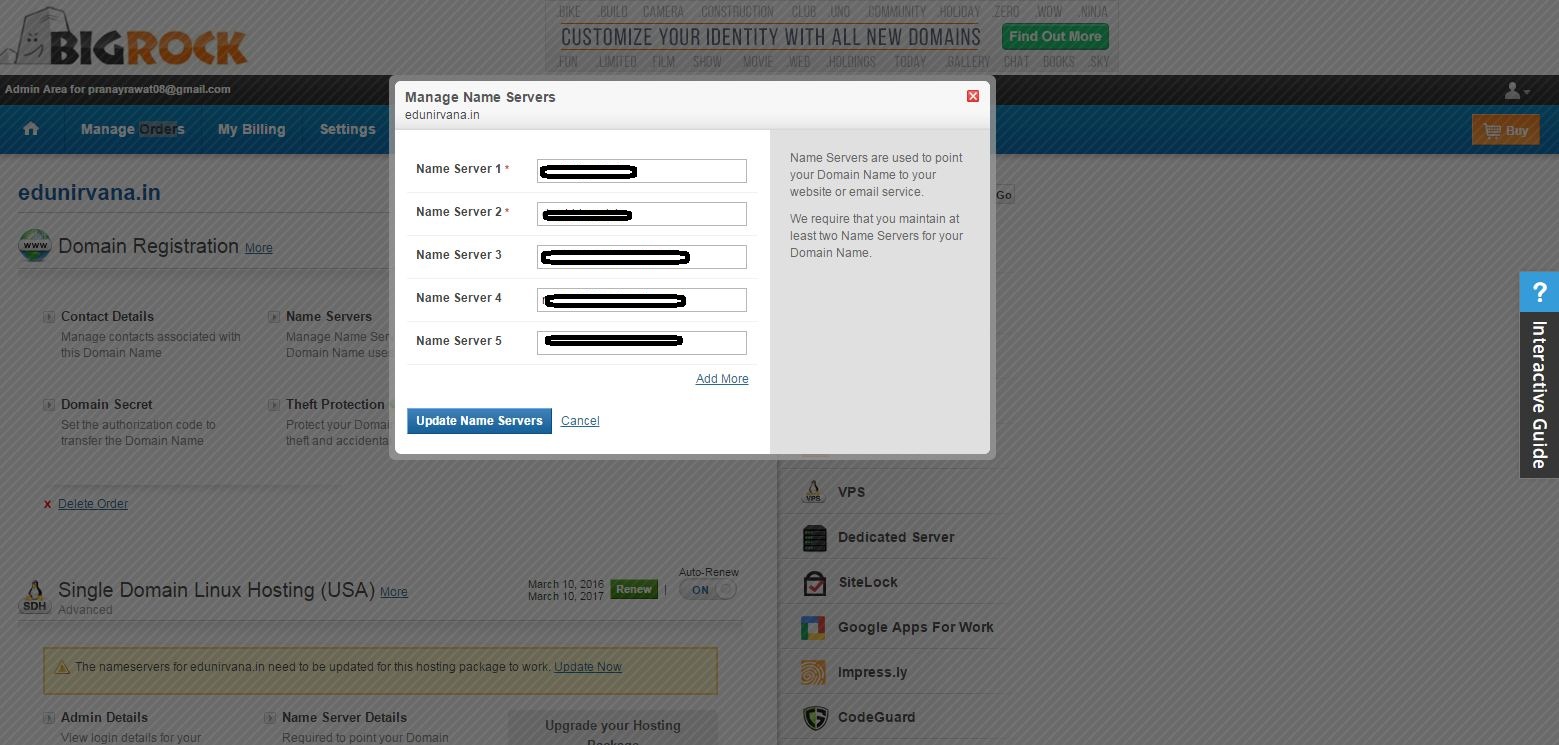 .BIKE .BUILD CAMERA .CONSTRUCTION .CLUB .UNO .COMMUNITY .HOLIDAY .ZERO .WOW .NINJA
CUSTOMIZE YOUR IDENTITY WITH ALL NEW DOMAINS
Find Out More
.FUN .LIMITED FILM .SHOW .MOVIE WEB .HOLDINGS TODAY .GALLERY .CHAT .BOOKS .SKY
BIGROCK
Admin Area for pranayrawat08@gmail.com
Manage Orders My Billing Settings
Buy
Manage Name Servers
edunirvana.in
Name Server 1 *
Name Server 2 *
Name Server 3
Name Server 4
Name Server 5
Add More
Update Name Servers Cancel
Name Servers are used to point
your Domain Name to your
website or email service.
We require that you maintain at
least two Name Servers for your
Domain Name.
edunirvana.in
Go
www
Domain Registration More
Contact Details
Manage contacts associated with
this Domain Name
Name Servers
Manage Name Ser
Domain Name use
Domain Secret
Set the authorization code to
transfer the Domain Name
Theft Protection
Protect your Domai
theft and accidenta
x Delete Order
SDH
Single Domain Linux Hosting (USA) More
Advanced
March 10, 2016
March 10, 2017
Renew |
Auto-Renew
ON
The nameservers for edunirvana.in need to be updated for this hosting package to work. Update Now
Admin Details
View login details for your
Name Server Details
Required to point your Domain
Upgrade your Hosting
Package
VPS
VPS
Dedicated Server
SiteLock
Google Apps For Work
Impress.ly
CodeGuard
?
Interactive Guide